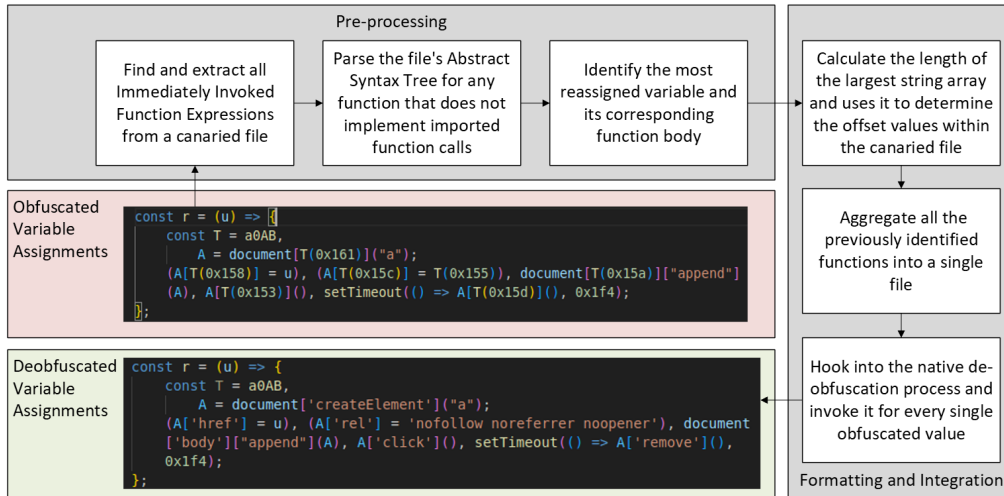 Pre-processing
Find and extract all
Immediately Invoked
Function Expressions
from a canaried file
Parse the file's Abstract
Syntax Tree for any
function that does not
implement imported
function calls
Identify the most
reassigned variable and
its corresponding
function body
Calculate the length of
the largest string array
and uses it to determine
the offset values within
the canaried file
Obfuscated
Variable
Assignments
const r = (u) => {
const T = a0AB,
A = document[T(0x161)]("a");
(A[T(0x158)] = u), (A[T(0x15c)] = T(0x155)), document[T(0x15a)]["append"]
(A), A[T(0x153)](), setTimeout(() => A[T(0x15d)](), 0x1f4);
};
Aggregate all the
previously identified
functions into a single
file
Deobfuscated
Variable
Assignments
const r = (u) => {
const T = a0AB,
A = document['createElement']("a");
(A['href'] = u), (A['rel'] = 'nofollow noreferrer noopener'), document
['body']["append"](A), A['click'](), setTimeout(() => A['remove'](),
0x1f4);
};
Hook into the native de-
obfuscation process and
invoke it for every single
obfuscated value
Formatting and Integration